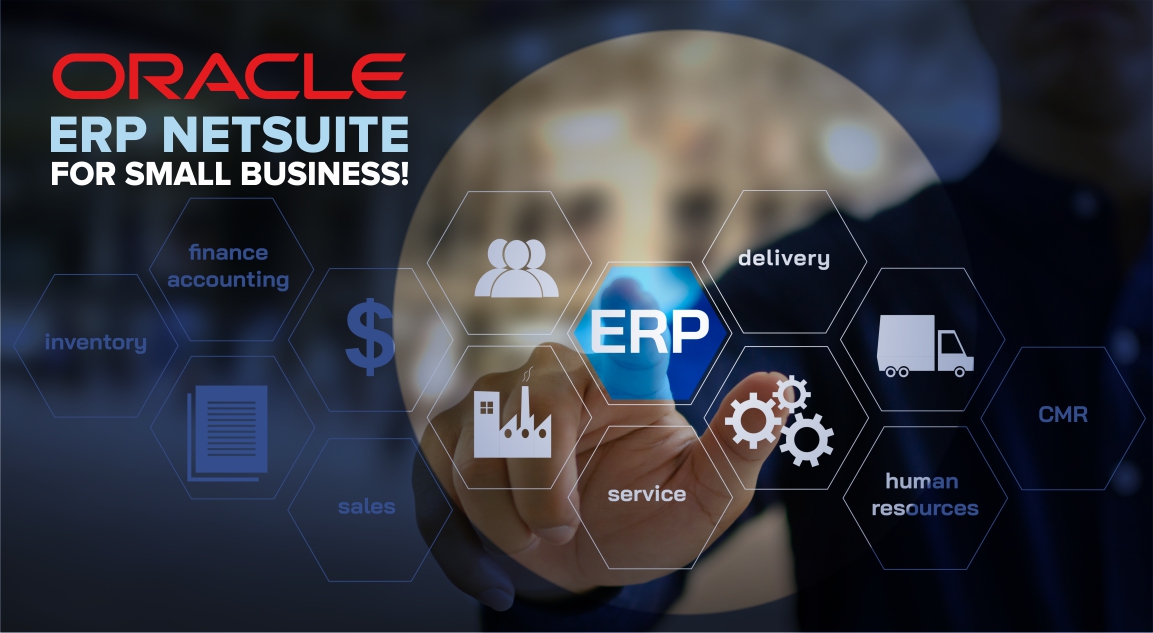 ORACLE
ERP NETSUITE
FOR SMALL BUSINESS!
finance
accounting
inventory
$
sales
ERP
delivery
service
human
resources
CMR